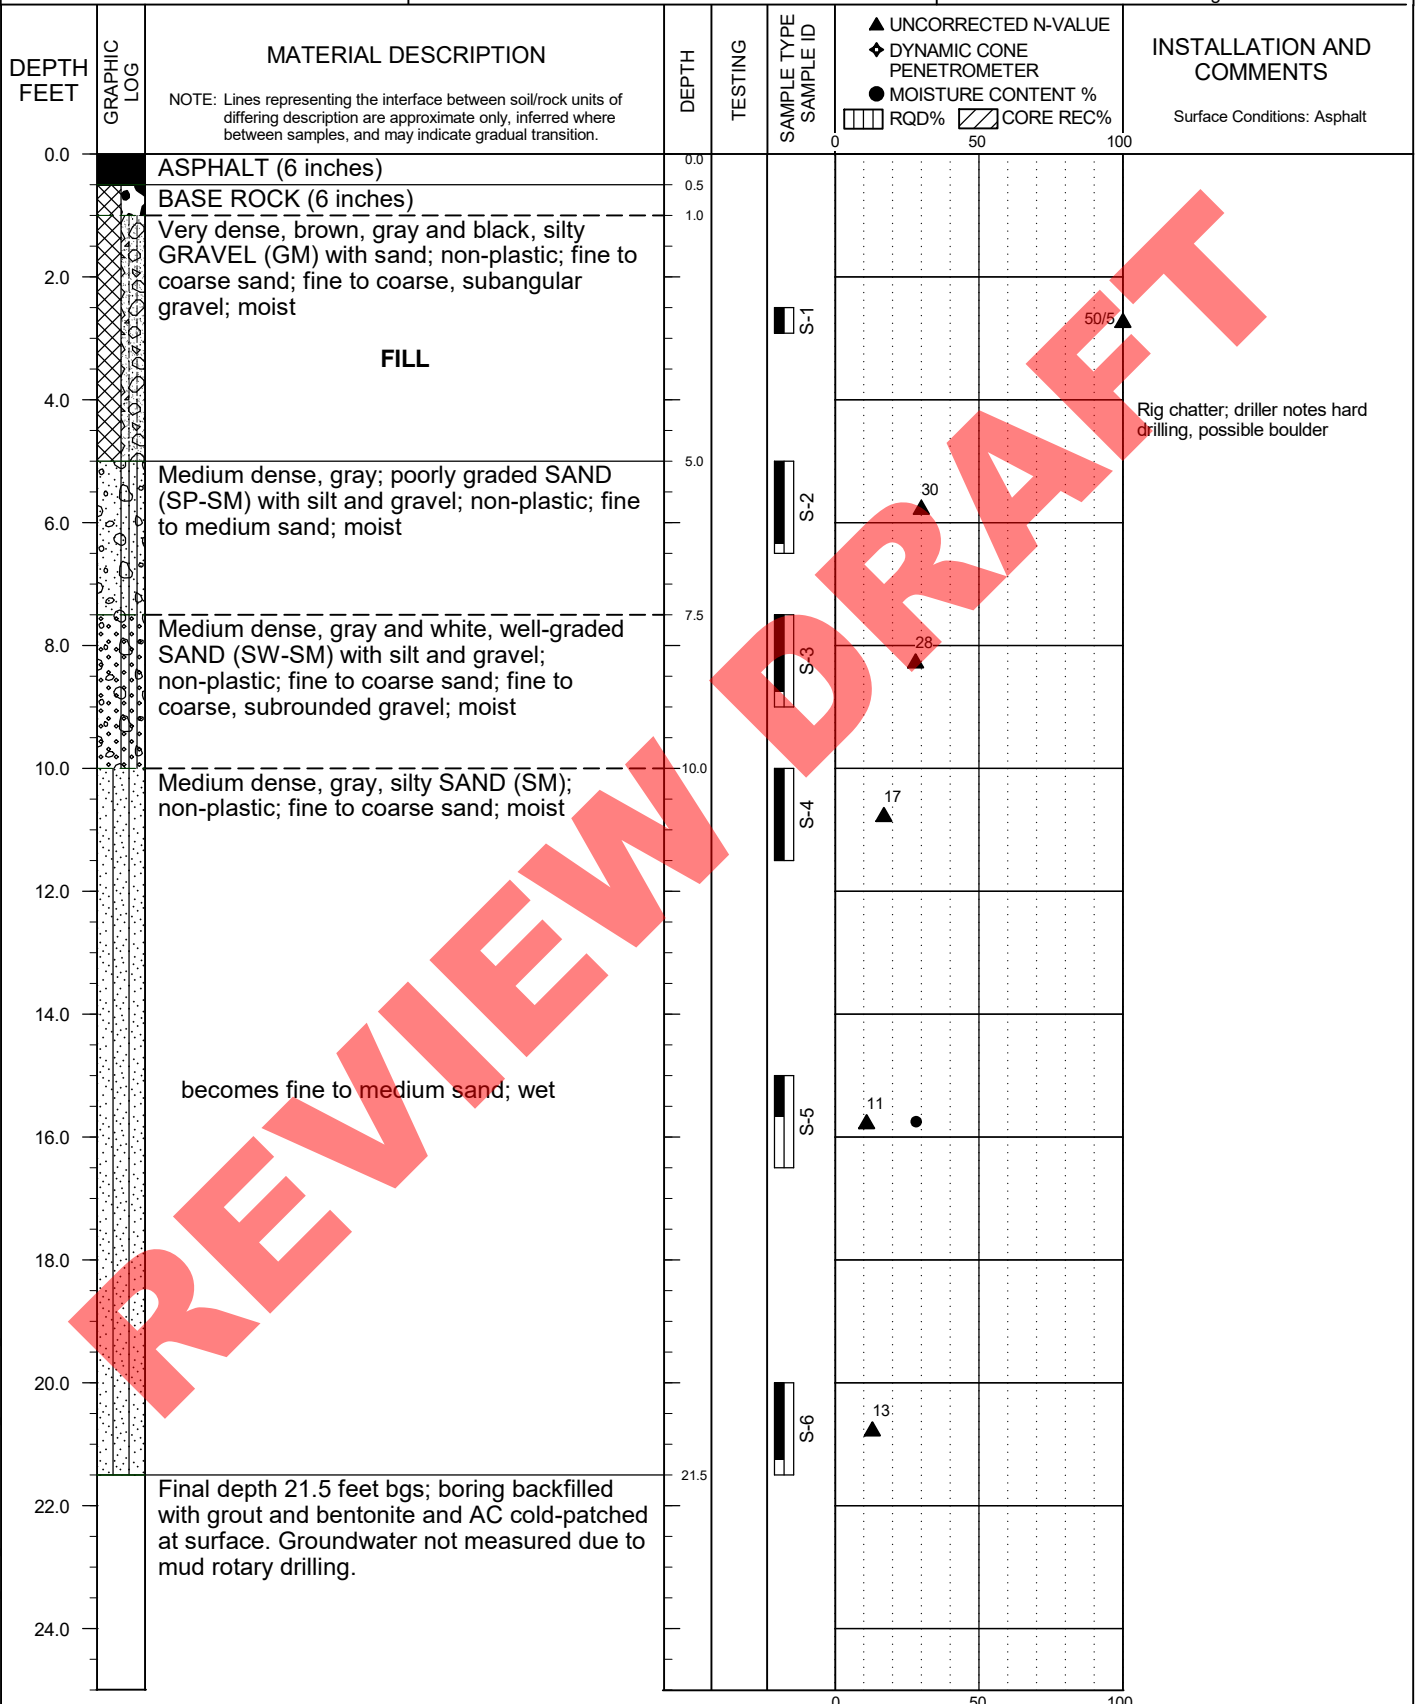 DEPTH
FEET
GRAPHIC
LOG
MATERIAL DESCRIPTION
NOTE: Lines representing the interface between soil/rock units of
differing description are approximate only, inferred where
between samples, and may indicate gradual transition.
DEPTH
TESTING
SAMPLE TYPE
SAMPLE ID
▲ UNCORRECTED N-VALUE
DYNAMIC CONE
PENETROMETER
● MOISTURE CONTENT %
RQD% CORE REC%
0 50 100
INSTALLATION AND
COMMENTS
Surface Conditions: Asphalt
0.0
ASPHALT (6 inches)
0.0
0.5
BASE ROCK (6 inches)
1.0
Very dense, brown, gray and black, silty
GRAVEL (GM) with sand; non-plastic; fine to
coarse sand; fine to coarse, subangular
gravel; moist
2.0
S-1
50/5
FILL
4.0
Rig chatter; driller notes hard
drilling, possible boulder
5.0
Medium dense, gray; poorly graded SAND
(SP-SM) with silt and gravel; non-plastic; fine
to medium sand; moist
6.0
S-2
30
7.5
Medium dense, gray and white, well-graded
SAND (SW-SM) with silt and gravel;
non-plastic; fine to coarse sand; fine to
coarse, subrounded gravel; moist
8.0
S-3
28
10.0
10.0
Medium dense, gray, silty SAND (SM);
non-plastic; fine to coarse sand; moist
S-4
17
12.0
14.0
becomes fine to medium sand; wet
S-5
11
16.0
18.0
20.0
S-6
13
21.5
Final depth 21.5 feet bgs; boring backfilled
with grout and bentonite and AC cold-patched
at surface. Groundwater not measured due to
mud rotary drilling.
22.0
24.0
0 50 100
REVIEW DRAFT